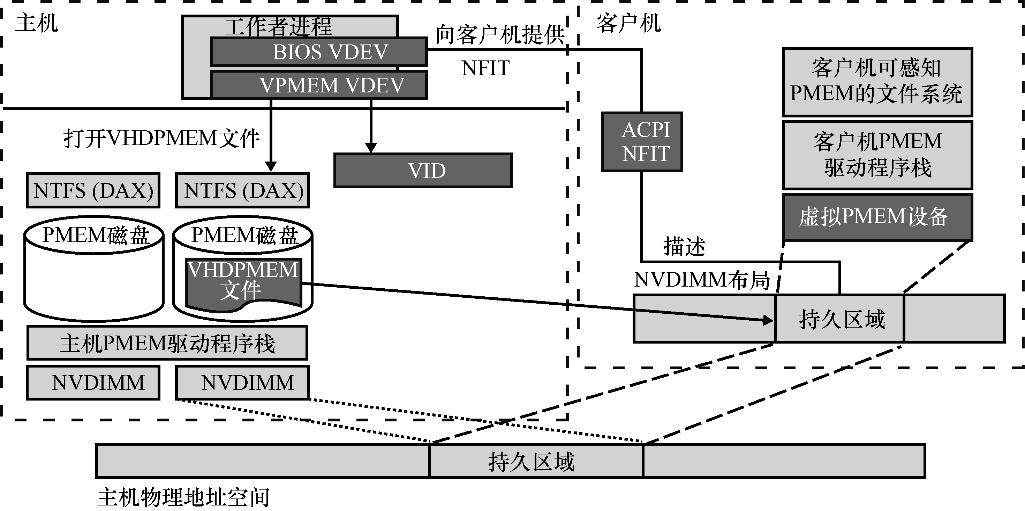 主机
工作者进程
BIOS VDEV
VPMEM VDEV
向客户机提供
NFIT
客户机
打开VHDPMEM文件
VID
ACPI
NFIT
客户机可感知
PMEM的文件系统
客户机PMEM
驱动程序栈
虚拟PMEM设备
NTFS (DAX)
NTFS (DAX)
PMEM磁盘
PMEM磁盘
VHDPMEM
文件
描述
NVDIMM布局
持久区域
主机PMEM驱动程序栈
NVDIMM
NVDIMM
持久区域
主机物理地址空间